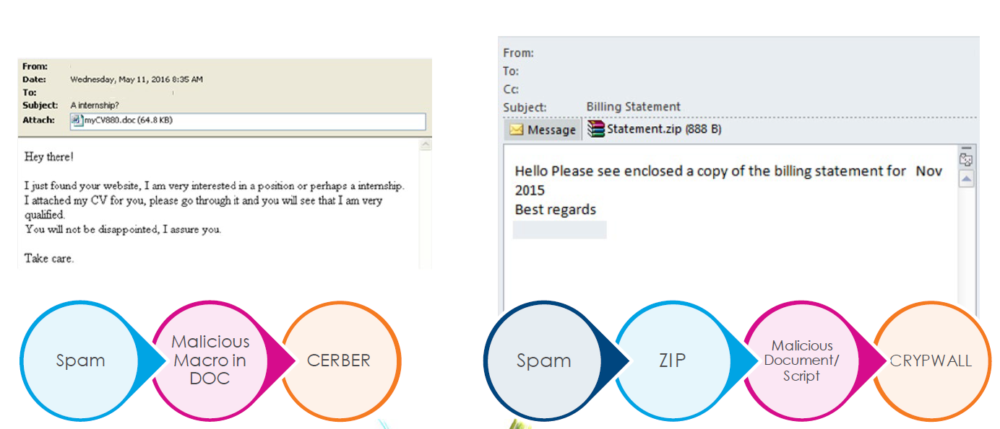 From:
Date: Wednesday, May 11, 2016 8:35 AM
To:
Subject: A internship?
Attach: myCV880.doc (64.8 KB)
Hey there!
I just found your website, I am very interested in a position or perhaps a internship.
I attached my CV for you, please go through it and you will see that I am very
qualified.
You will not be disappointed, I assure you.
Take care.
Spam
Malicious
Macro in
DOC
CERBER
From:
To:
Cc:
Subject: Billing Statement
Message Statement.zip (888 B)
Hello Please see enclosed a copy of the billing statement for Nov
2015
Best regards
Spam
ZIP
Malicious
Document/
Script
CRYPWALL